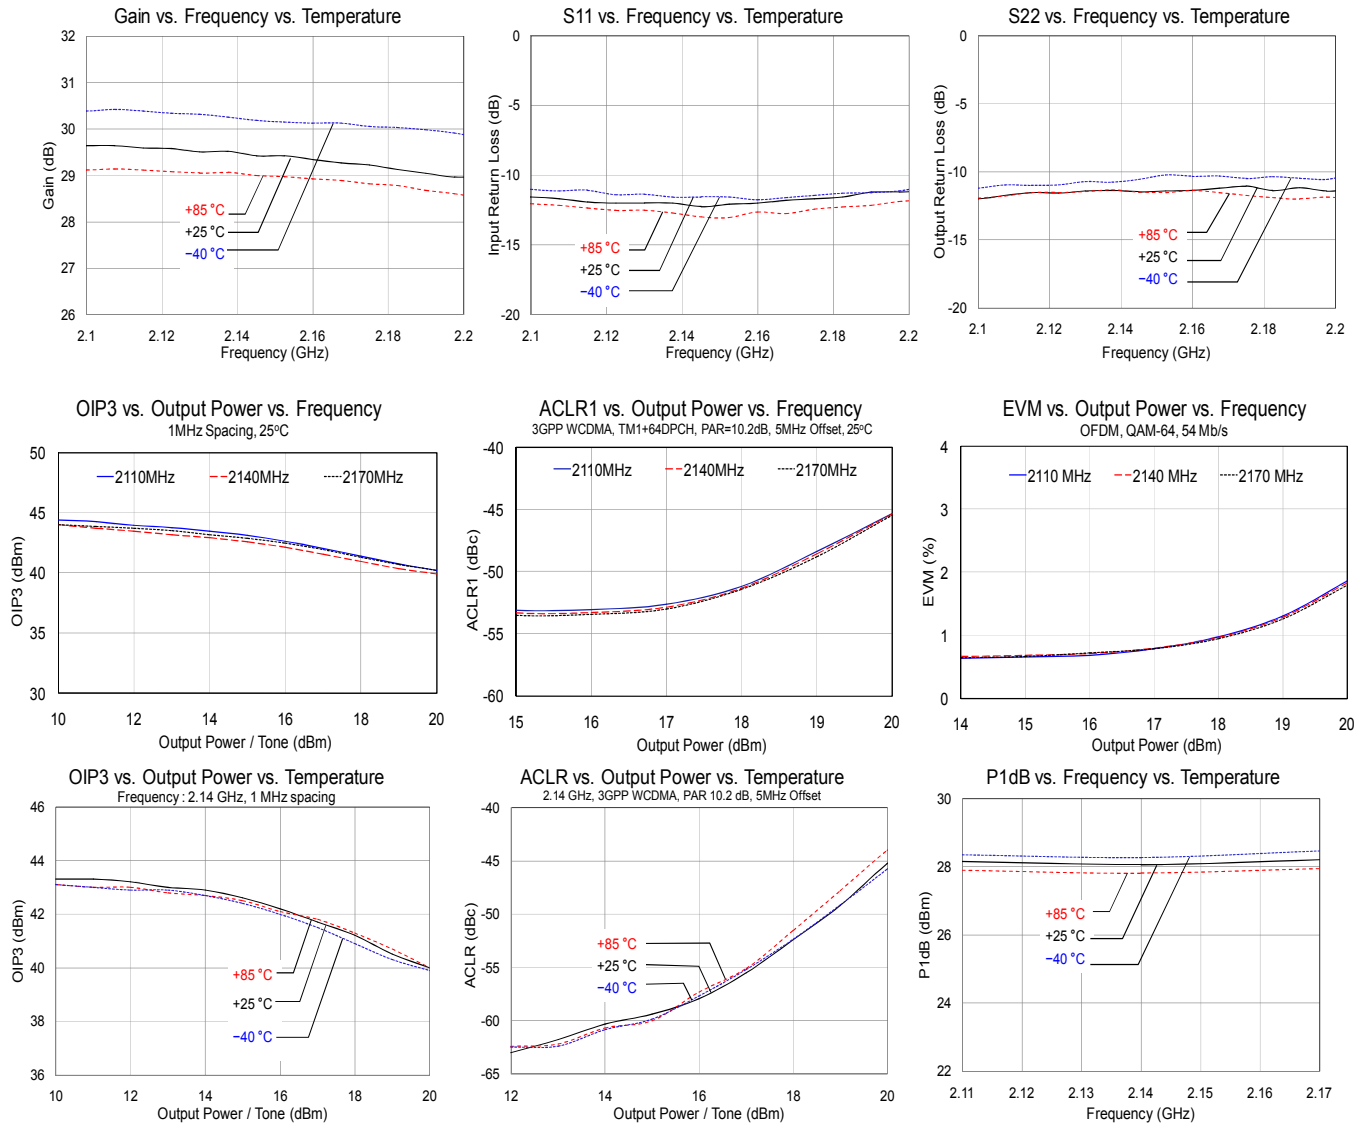 Gain vs. Frequency vs. Temperature
32
31
30
29
28
27
26
Gain (dB)
+85 °C
+25 °C
−40 °C
2.1 2.12 2.14 2.16 2.18 2.2
Frequency (GHz)
S11 vs. Frequency vs. Temperature
0
-5
-10
-15
-20
Input Return Loss (dB)
+85 °C
+25 °C
−40 °C
2.1 2.12 2.14 2.16 2.18 2.2
Frequency (GHz)
S22 vs. Frequency vs. Temperature
0
-5
-10
-15
-20
Output Return Loss (dB)
+85 °C
+25 °C
−40 °C
2.1 2.12 2.14 2.16 2.18 2.2
Frequency (GHz)
OIP3 vs. Output Power vs. Frequency
1MHz Spacing, 25ºC
50
45
40
35
30
OIP3 (dBm)
2110MHz 2140MHz 2170MHz
10 12 14 16 18 20
Output Power / Tone (dBm)
ACLR1 vs. Output Power vs. Frequency
3GPP WCDMA, TM1+64DPCH, PAR=10.2dB, 5MHz Offset, 25ºC
-40
-45
-50
-55
-60
ACLR1 (dBc)
2110MHz 2140MHz 2170MHz
15 16 17 18 19 20
Output Power (dBm)
EVM vs. Output Power vs. Frequency
OFDM, QAM-64, 54 Mb/s
4
3
2
1
0
EVM (%)
2110 MHz 2140 MHz 2170 MHz
14 15 16 17 18 19 20
Output Power (dBm)
OIP3 vs. Output Power vs. Temperature
Frequency : 2.14 GHz, 1 MHz spacing
46
44
42
40
38
36
OIP3 (dBm)
+85 °C
+25 °C
−40 °C
10 12 14 16 18 20
Output Power / Tone (dBm)
ACLR vs. Output Power vs. Temperature
2.14 GHz, 3GPP WCDMA, PAR 10.2 dB, 5MHz Offset
-40
-45
-50
-55
-60
-65
ACLR (dBc)
+85 °C
+25 °C
−40 °C
12 14 16 18 20
Output Power / Tone (dBm)
P1dB vs. Frequency vs. Temperature
30
28
26
24
22
P1dB (dBm)
+85 °C
+25 °C
−40 °C
2.11 2.12 2.13 2.14 2.15 2.16 2.17
Frequency (GHz)